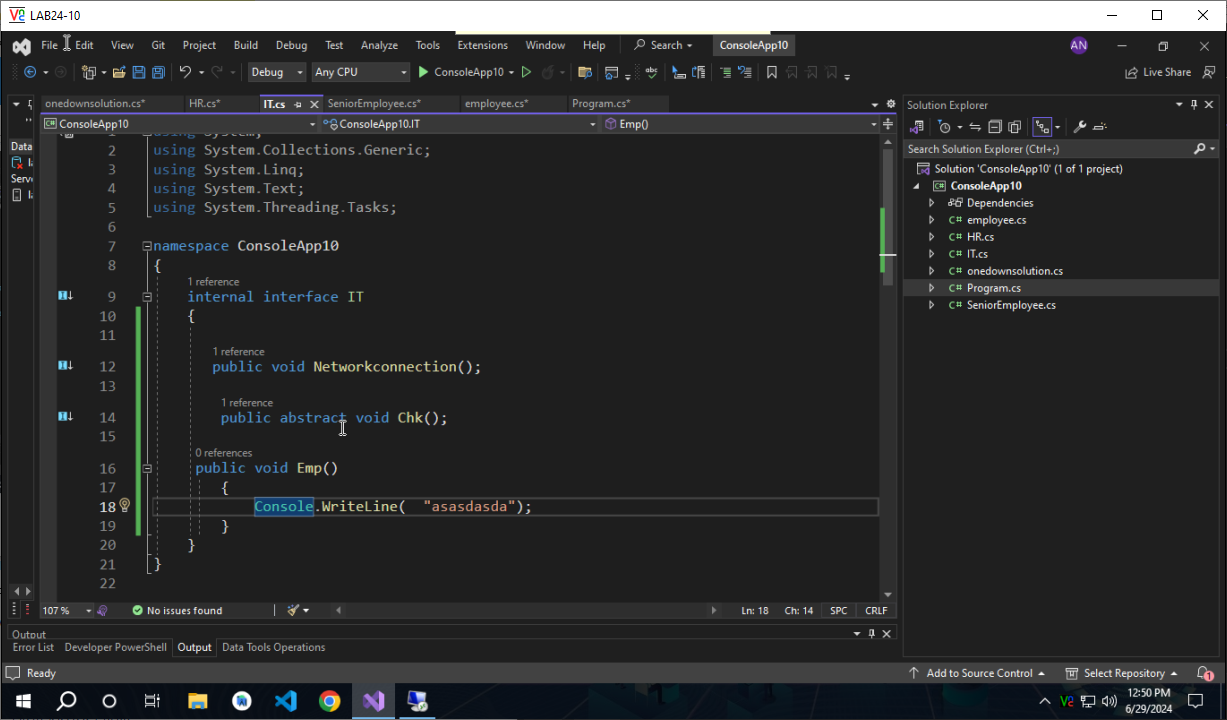 LAB24-10
File Edit View Git Project Build Debug Test Analyze Tools Extensions Window Help Search ConsoleApp10 AN
Debug Any CPU ConsoleApp10 Live Share
onedownsolution.cs* HR.cs* IT.cs SeniorEmployee.cs* employee.cs* Program.cs*
ConsoleApp10 ConsoleApp10.IT Emp()
Data
Serv
1 using System;
2 using System.Collections.Generic;
3 using System.Linq;
4 using System.Text;
5 using System.Threading.Tasks;
6
7 namespace ConsoleApp10
8 {
1 reference
9 internal interface IT
10 {
11
1 reference
12 public void Networkconnection();
13
1 reference
14 public abstract void Chk();
15
0 references
16 public void Emp()
17 {
18 Console.WriteLine( "asasdasda");
19 }
20 }
21 }
22
107 % No issues found Ln: 18 Ch: 14 SPC CRLF
Output
Error List Developer PowerShell Output Data Tools Operations
Solution Explorer
Search Solution Explorer (Ctrl+;)
Solution 'ConsoleApp10' (1 of 1 project)
C# ConsoleApp10
Dependencies
C# employee.cs
C# HR.cs
C# IT.cs
C# onedownsolution.cs
C# Program.cs
C# SeniorEmployee.cs
Ready Add to Source Control Select Repository 1
12:50 PM
6/29/2024